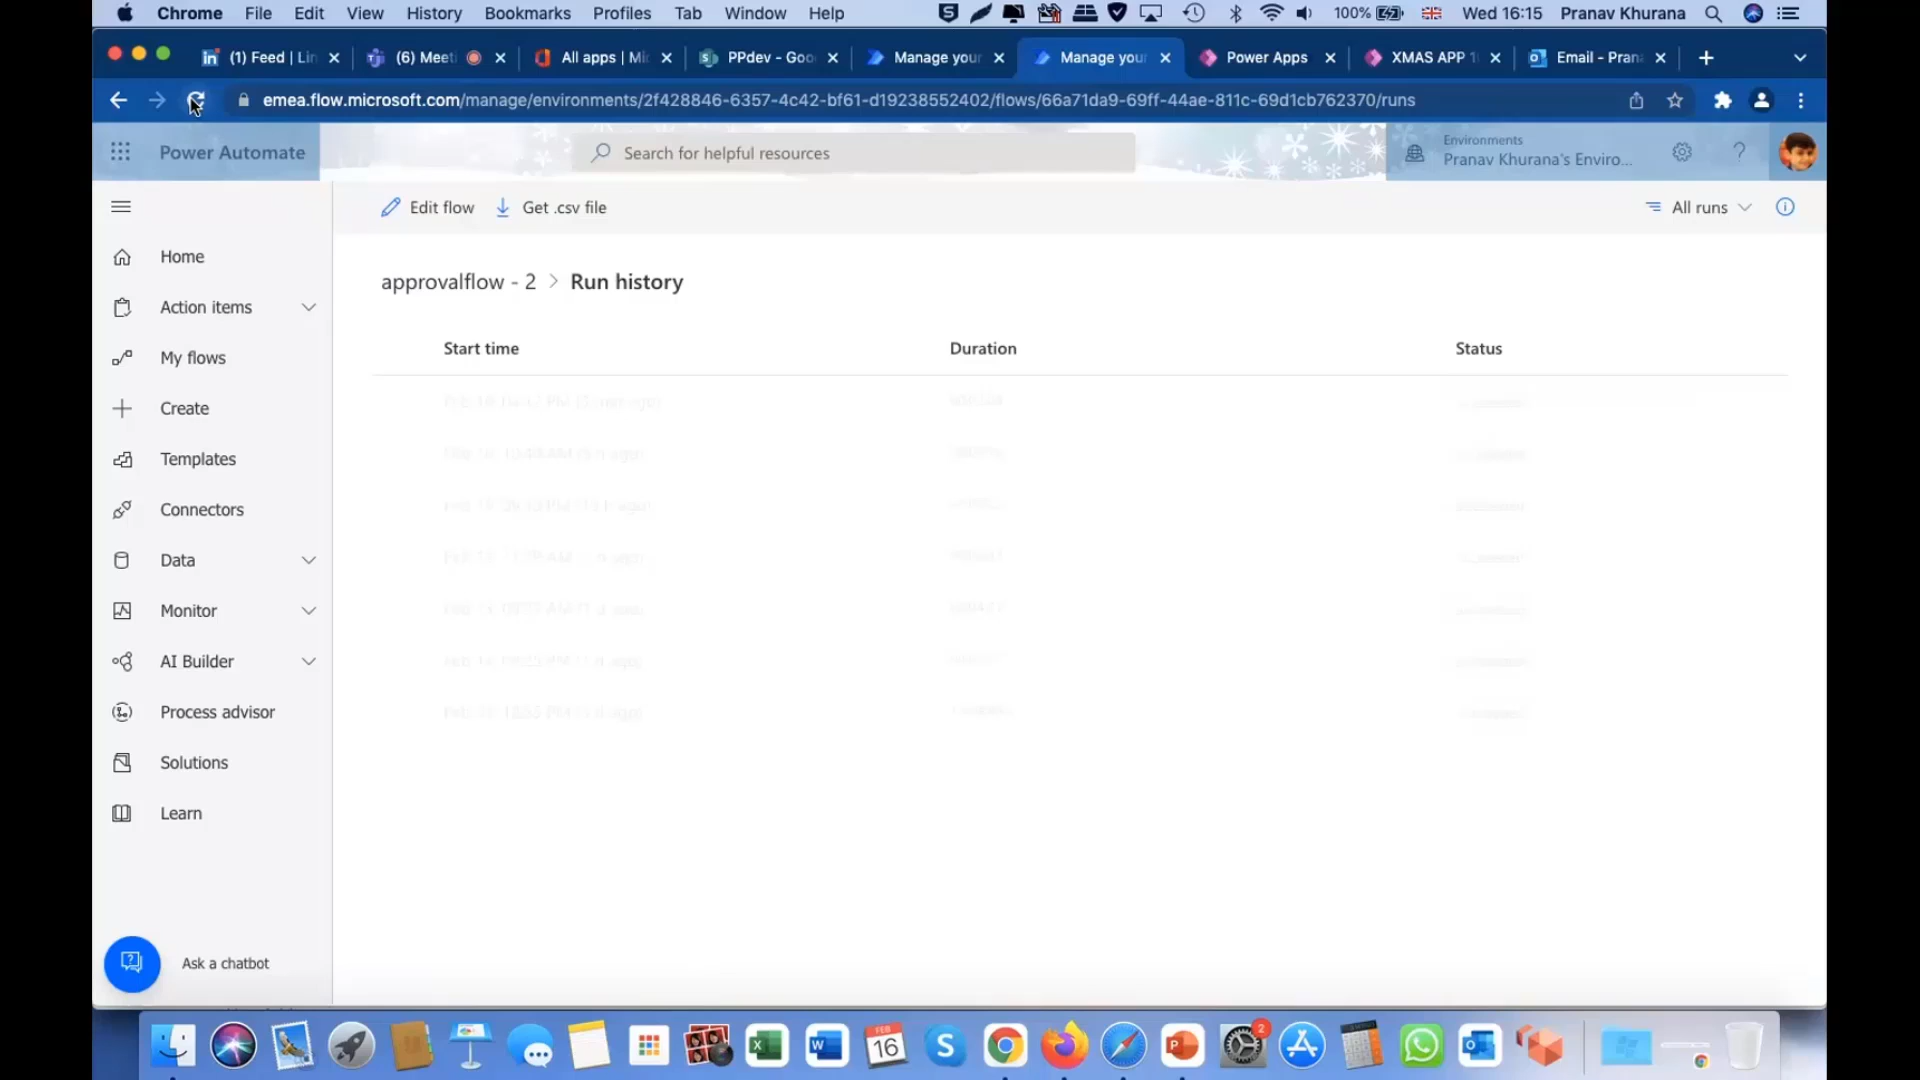 Chrome File Edit View History Bookmarks Profiles Tab Window Help 100% Wed 16:15 Pranav Khurana
(1) Feed | Lin (6) Meeti All apps | Mi PPdev - Goo Manage your Manage your Power Apps XMAS APP 1 Email - Pran
emea.flow.microsoft.com/manage/environments/2f428846-6357-4c42-bf61-d19238552402/flows/66a71da9-69ff-44ae-811c-69d1cb762370/runs
Power Automate
Search for helpful resources
Environments
Pranav Khurana's Enviro...
Edit flow Get .csv file All runs
approvalflow - 2 > Run history
Start time Duration Status
Home
Action items
My flows
Create
Templates
Connectors
Data
Monitor
AI Builder
Process advisor
Solutions
Learn
Ask a chatbot
FEB
16
2